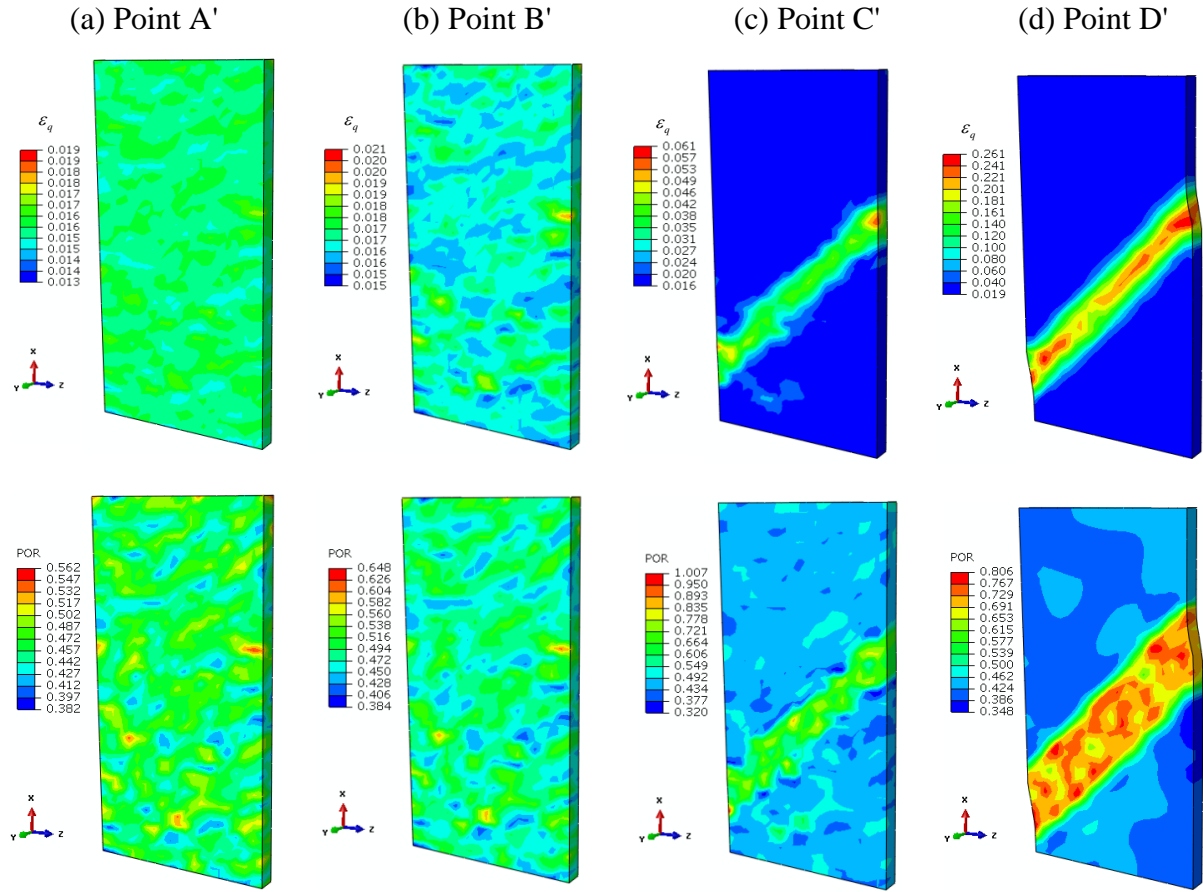 (a) Point A'
(b) Point B'
(c) Point C'
(d) Point D'
ε_q
0.019
0.019
0.018
0.018
0.017
0.017
0.016
0.016
0.015
0.015
0.014
0.014
0.013
X
Y
Z
ε_q
0.021
0.020
0.020
0.019
0.019
0.018
0.018
0.017
0.017
0.016
0.016
0.015
0.015
X
Y
Z
ε_q
0.061
0.057
0.053
0.049
0.046
0.042
0.038
0.035
0.031
0.027
0.024
0.020
0.016
X
Y
Z
ε_q
0.261
0.241
0.221
0.201
0.181
0.161
0.140
0.120
0.100
0.080
0.060
0.040
0.019
X
Y
Z
POR
0.562
0.547
0.532
0.517
0.502
0.487
0.472
0.457
0.442
0.427
0.412
0.397
0.382
X
Y
Z
POR
0.648
0.626
0.604
0.582
0.560
0.538
0.516
0.494
0.472
0.450
0.428
0.406
0.384
X
Y
Z
POR
1.007
0.950
0.893
0.835
0.778
0.721
0.664
0.606
0.549
0.492
0.434
0.377
0.320
X
Y
Z
POR
0.806
0.767
0.729
0.691
0.653
0.615
0.577
0.539
0.500
0.462
0.424
0.386
0.348
X
Y
Z